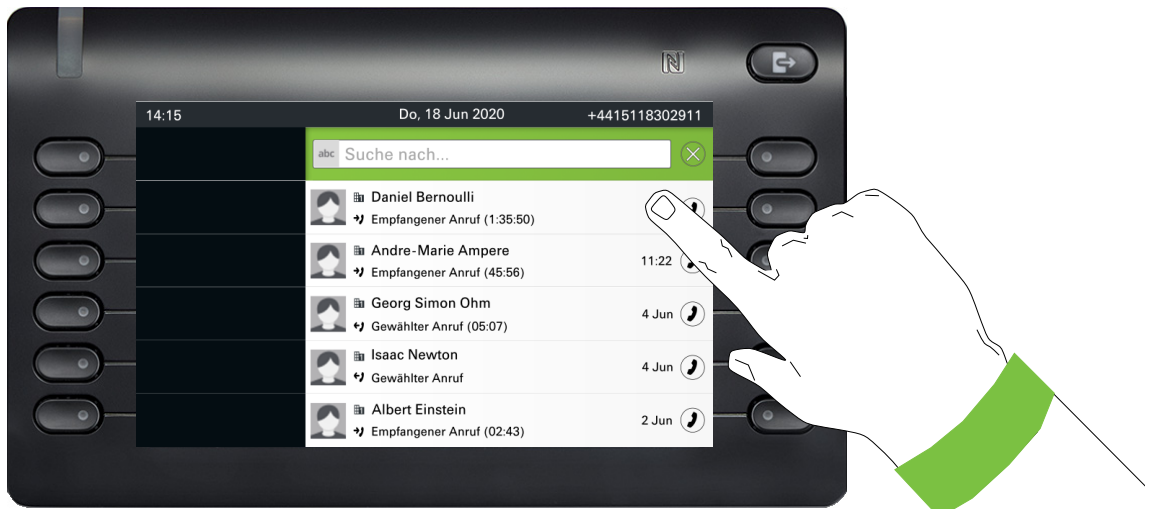 14:15 Do, 18 Jun 2020 +4415118302911
abc Suche nach...
Daniel Bernoulli
Empfangener Anruf (1:35:50)
Andre-Marie Ampere
Empfangener Anruf (45:56)
11:22
Georg Simon Ohm
Gewählter Anruf (05:07)
4 Jun
Isaac Newton
Gewählter Anruf
4 Jun
Albert Einstein
Empfangener Anruf (02:43)
2 Jun